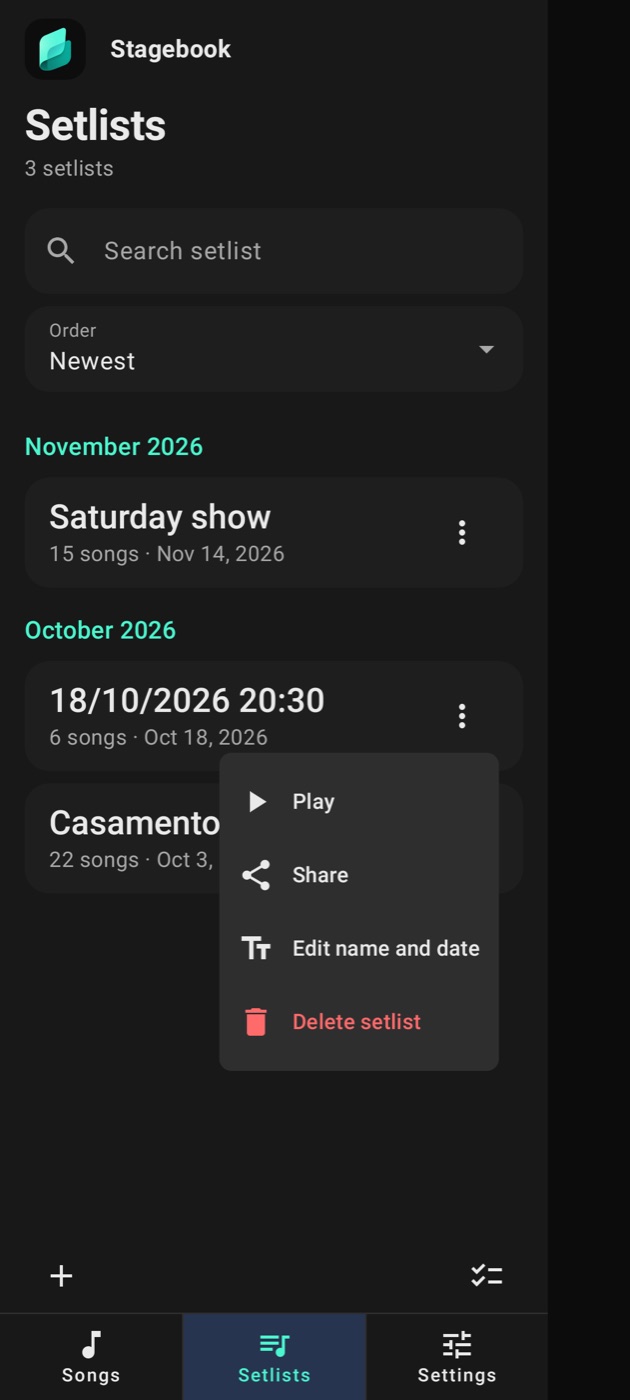 Stagebook
Setlists
3 setlists
Search setlist
Order
Newest
November 2026
Saturday show
15 songs · Nov 14, 2026
October 2026
18/10/2026 20:30
6 songs · Oct 18, 2026
Casamento
22 songs · Oct 3,
Play
Share
Edit name and date
Delete setlist
Songs
Setlists
Settings